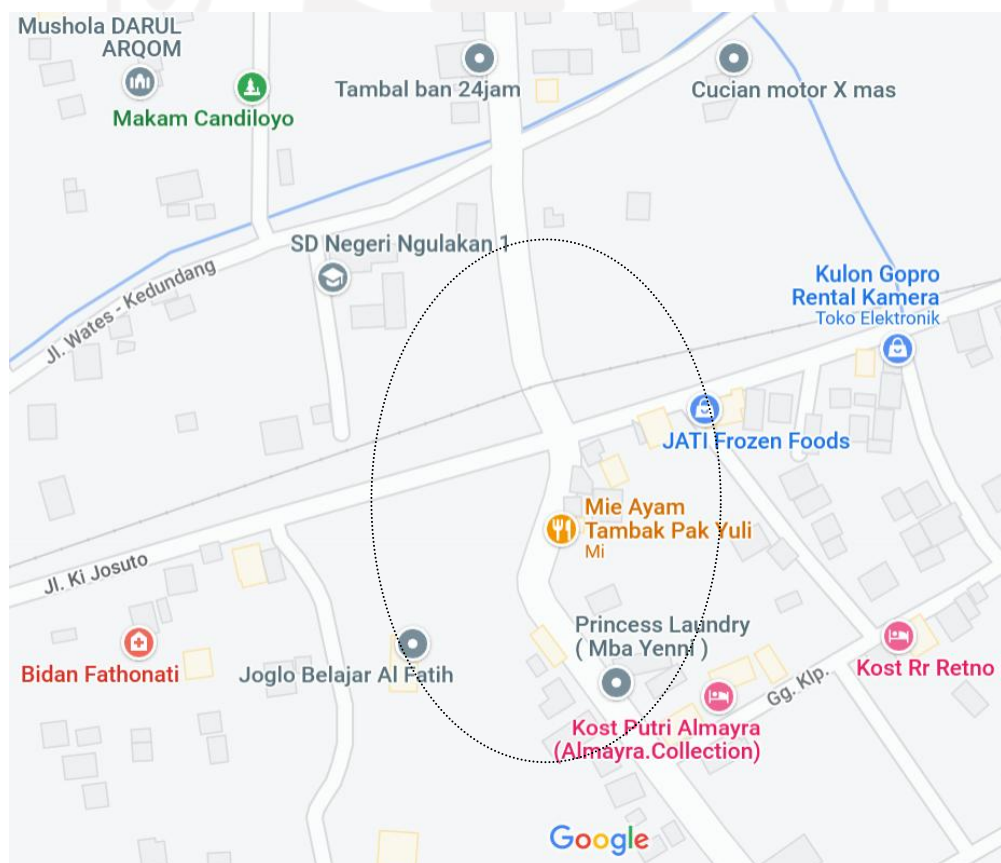 Mushola DARUL
ARQOM
Makam Candiloyo
Tambal ban 24jam
Cucian motor X mas
SD Negeri Ngulakan 1
Jl. Wates - Kedundang
Kulon Gopro
Rental Kamera
Toko Elektronik
JATI Frozen Foods
Mie Ayam
Tambak Pak Yuli
Mi
Jl. Ki Josuto
Bidan Fathonati
Joglo Belajar Al Fatih
Princess Laundry
( Mba Yenni )
Kost Rr Retno
Gg. Klp.
Kost Putri Almayra
(Almayra.Collection)
Google